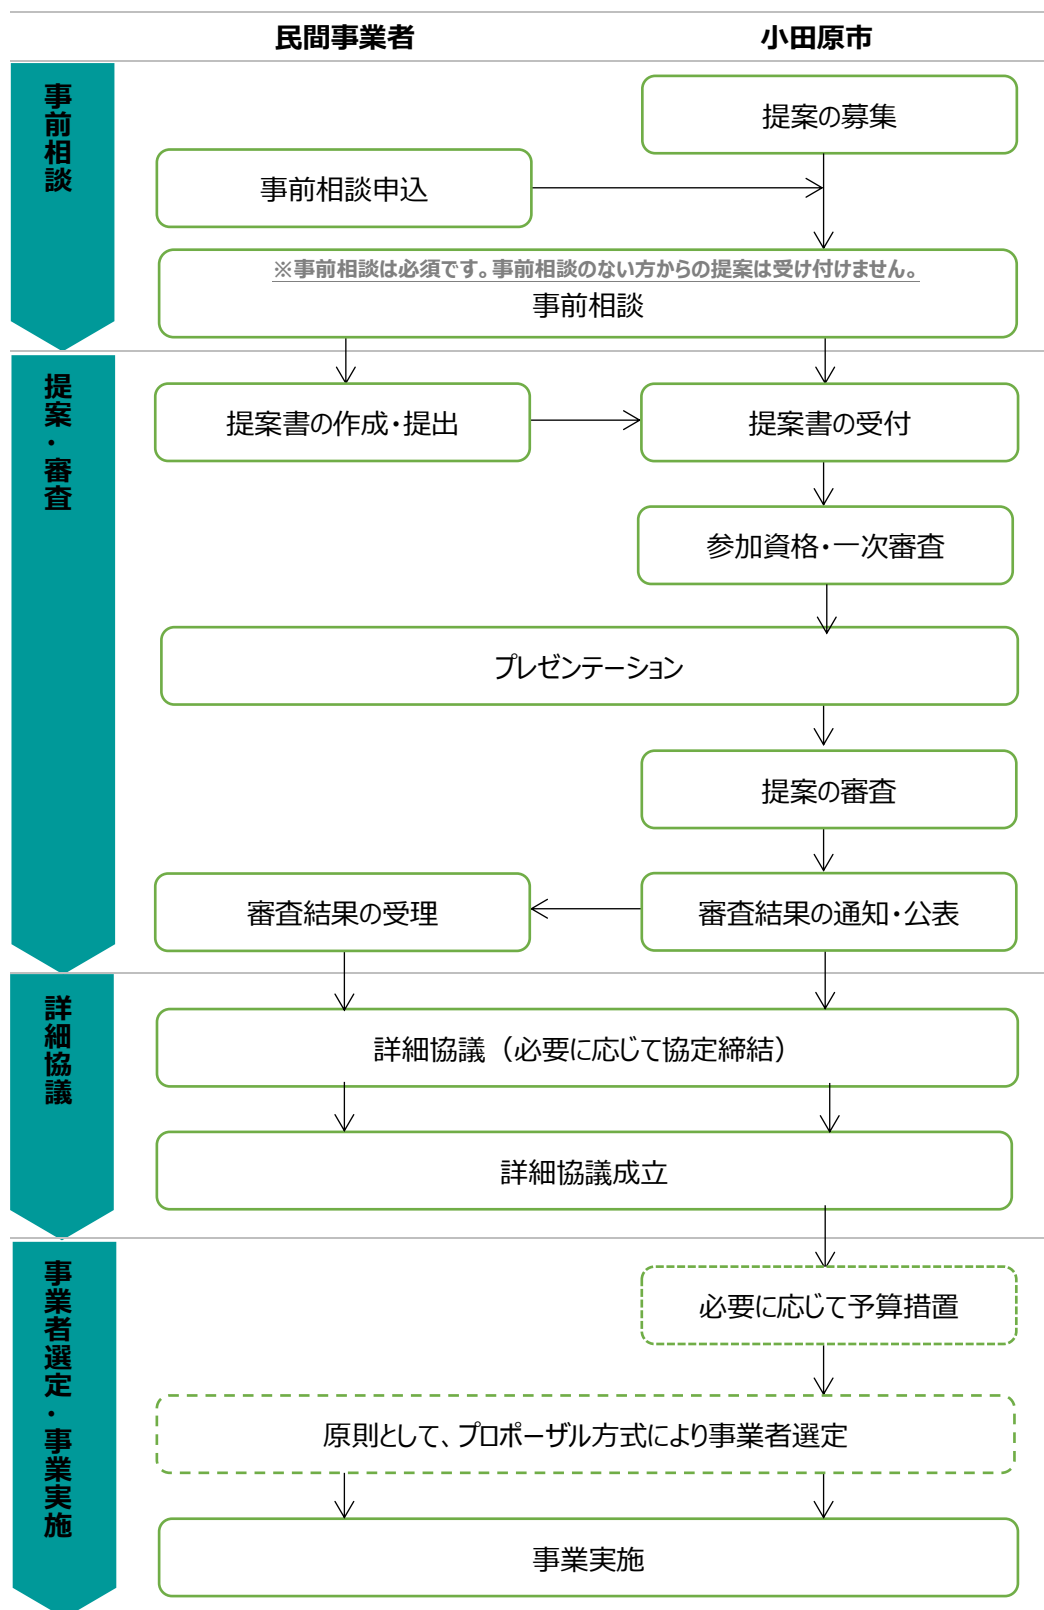 民間事業者
小田原市
事前相談
提案の募集
事前相談申込
※事前相談は必須です。事前相談のない方からの提案は受け付けません。
事前相談
提案・審査
提案書の作成・提出
提案書の受付
参加資格・一次審査
プレゼンテーション
提案の審査
審査結果の受理
審査結果の通知・公表
詳細協議
詳細協議（必要に応じて協定締結）
詳細協議成立
事業者選定・事業実施
必要に応じて予算措置
原則として、プロポーザル方式により事業者選定
事業実施